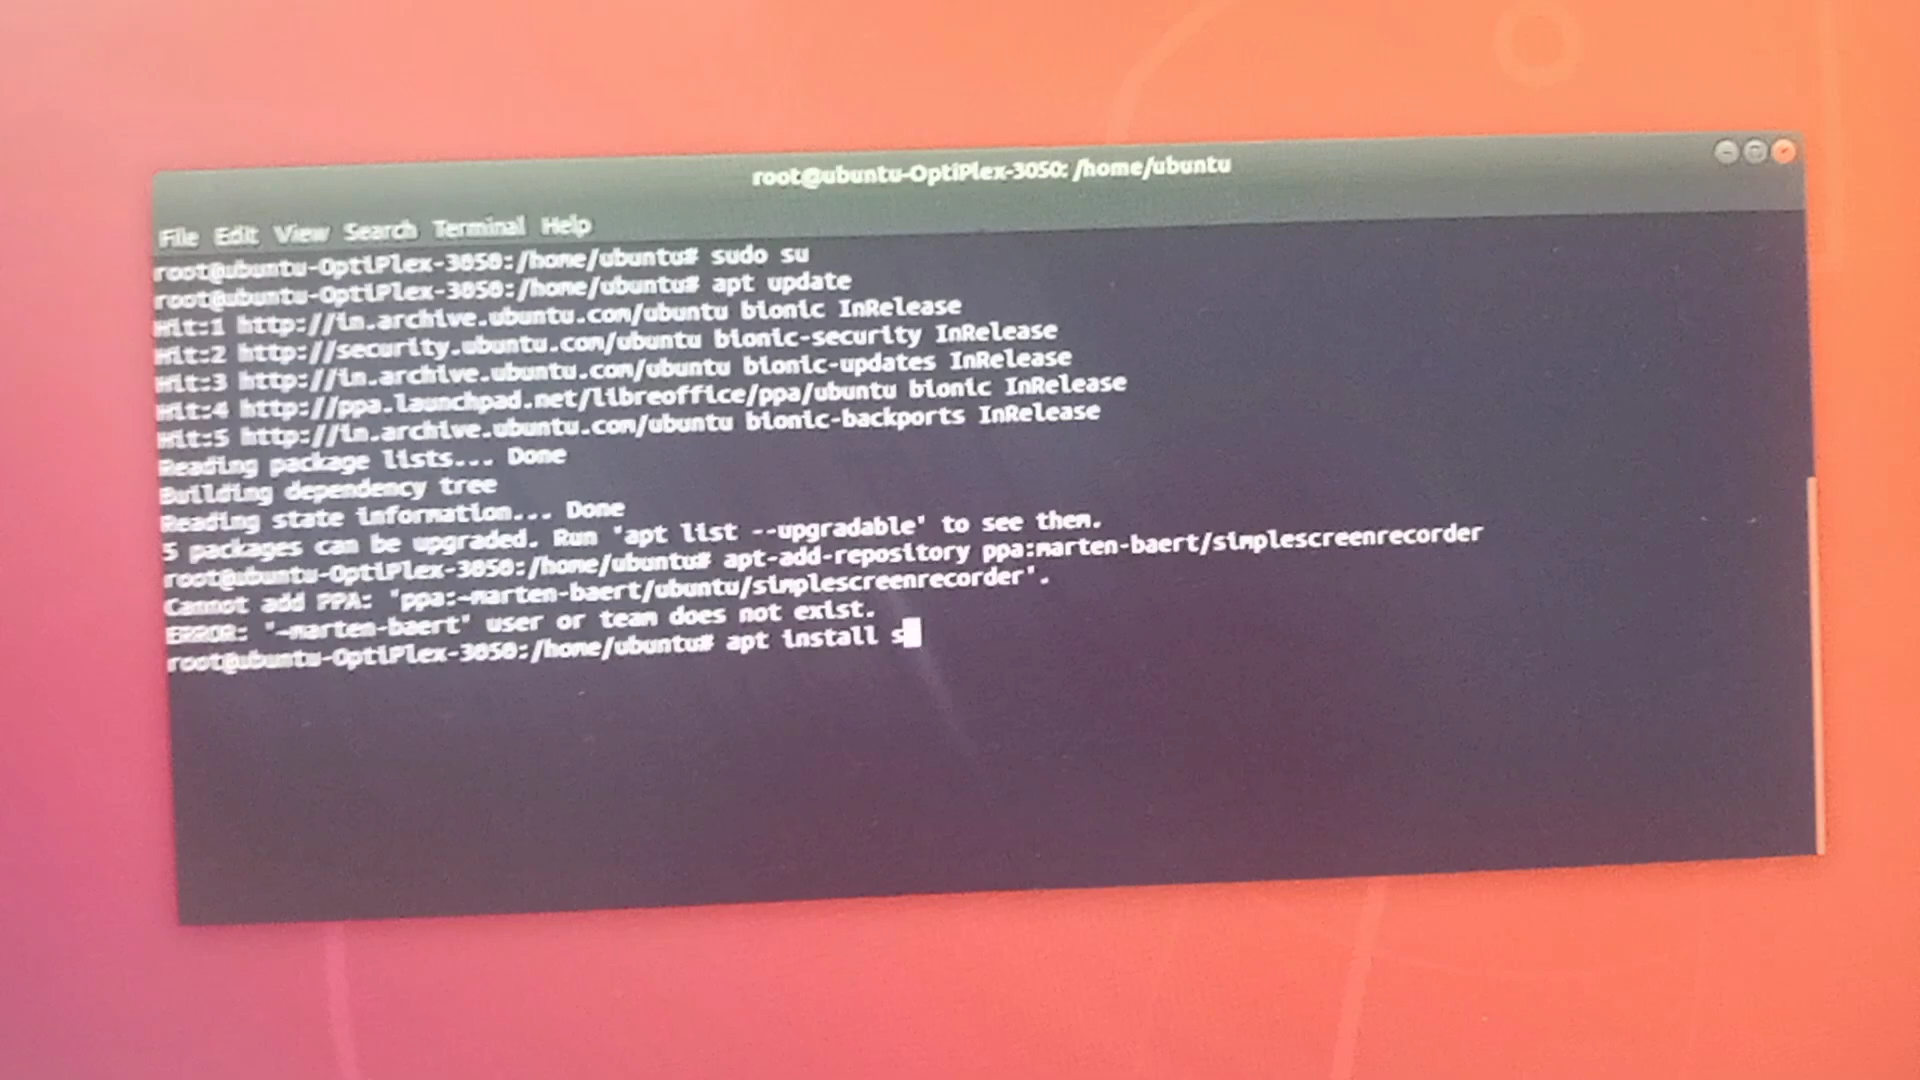 root@ubuntu-OptiPlex-3050: /home/ubuntu
File Edit View Search Terminal Help
root@ubuntu-OptiPlex-3050:/home/ubuntu# sudo su
root@ubuntu-OptiPlex-3050:/home/ubuntu# apt update
Hit:1 http://in.archive.ubuntu.com/ubuntu bionic InRelease
Hit:2 http://security.ubuntu.com/ubuntu bionic-security InRelease
Hit:3 http://in.archive.ubuntu.com/ubuntu bionic-updates InRelease
Hit:4 http://ppa.launchpad.net/libreoffice/ppa/ubuntu bionic InRelease
Hit:5 http://in.archive.ubuntu.com/ubuntu bionic-backports InRelease
Reading package lists... Done
Building dependency tree
Reading state information... Done
5 packages can be upgraded. Run 'apt list --upgradable' to see them.
root@ubuntu-OptiPlex-3050:/home/ubuntu# apt-add-repository ppa:marten-baert/simplescreenrecorder
Cannot add PPA: 'ppa:~marten-baert/ubuntu/simplescreenrecorder'.
ERROR: '~marten-baert' user or team does not exist.
root@ubuntu-OptiPlex-3050:/home/ubuntu# apt install s